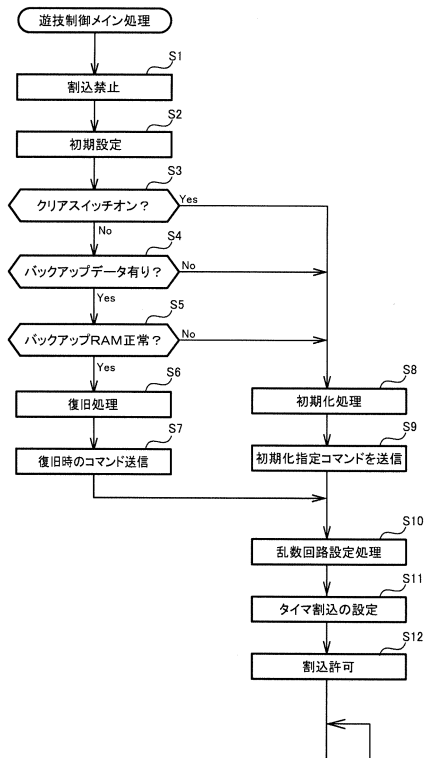 遊技制御メイン処理
S1
割込禁止
S2
初期設定
S3
クリアスイッチオン？
Yes
No
S4
バックアップデータ有り？
No
Yes
S5
バックアップRAM正常？
No
Yes
S6
復旧処理
S7
復旧時のコマンド送信
S8
初期化処理
S9
初期化指定コマンドを送信
S10
乱数回路設定処理
S11
タイマ割込の設定
S12
割込許可